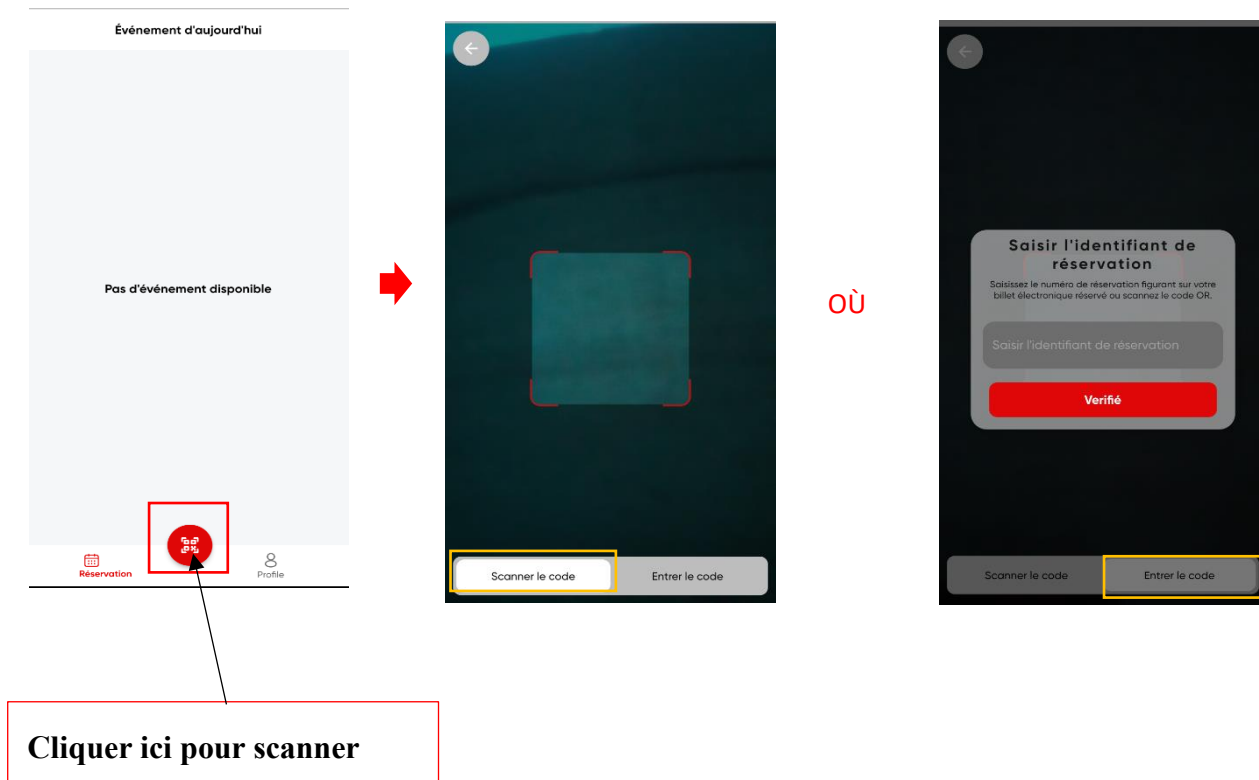 Événement d'aujourd'hui
Pas d'événement disponible
Réservation
Profile
Cliquer ici pour scanner
Scanner le code
Entrer le code
OÙ
Saisir l'identifiant de
réservation
Saisissez le numéro de réservation figurant sur votre
billet électronique réservé ou scannez le code QR.
Saisir l'identifiant de réservation
Verifié
Scanner le code
Entrer le code